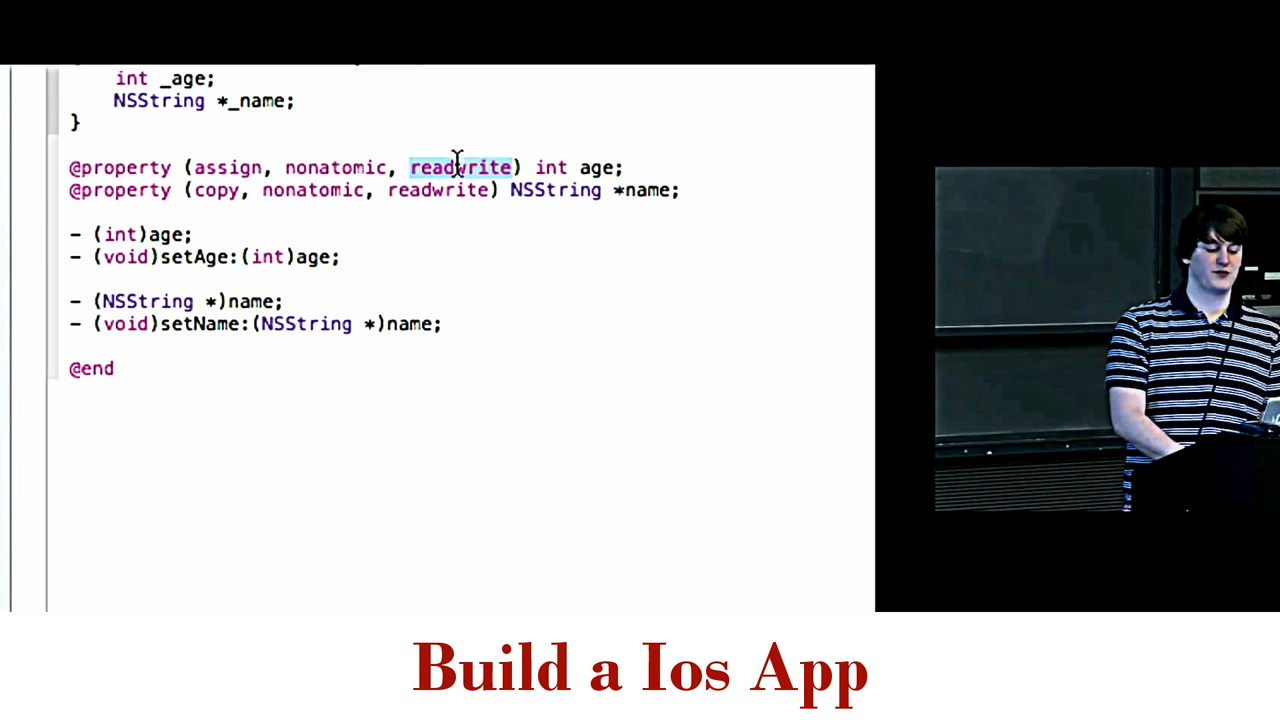 int _age;
NSString *_name;
}
@property (assign, nonatomic, readwrite) int age;
@property (copy, nonatomic, readwrite) NSString *name;
- (int)age;
- (void)setAge:(int)age;
- (NSString *)name;
- (void)setName:(NSString *)name;
@end
Build a Ios App